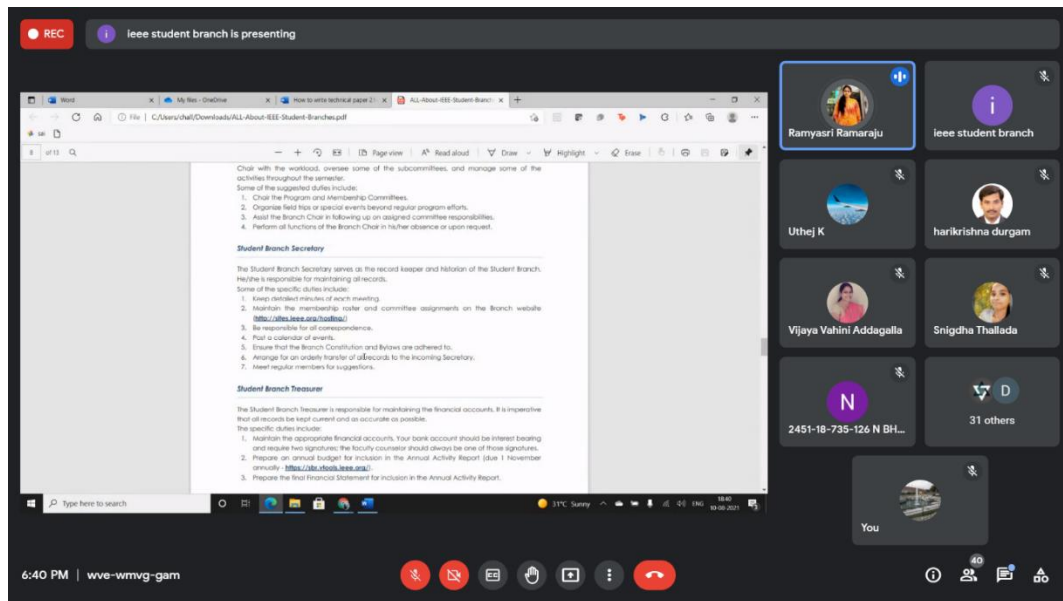 REC
i
ieee student branch is presenting
Word
My files - OneDrive
How to write technical paper 21
ALL-About-IEEE-Student-Branch
File | C:/Users/chall/Downloads/ALL-About-IEEE-Student-Branches.pdf
8 of 13
Page view
Read aloud
Draw
Highlight
Erase
Chair with the workload, oversee some of the subcommittees, and manage some of the
activities throughout the semester.
Some of the suggested duties include:
1. Chair the Program and Membership Committees.
2. Organize field trips or special events beyond regular program efforts.
3. Assist the Branch Chair in following up on assigned committee responsibilities.
4. Perform all functions of the Branch Chair in his/her absence or upon request.
Student Branch Secretary
The Student Branch Secretary serves as the record keeper and historian of the Student Branch.
He/she is responsible for maintaining all records.
Some of the specific duties include:
1. Keep detailed minutes of each meeting.
2. Maintain the membership roster and committee assignments on the Branch website
(http://sites.ieee.org/hosting/)
3. Be responsible for all correspondence.
4. Post a calendar of events.
5. Ensure that the Branch Constitution and Bylaws are adhered to.
6. Arrange for an orderly transfer of all records to the incoming Secretary.
7. Meet regular members for suggestions.
Student Branch Treasurer
The Student Branch Treasurer is responsible for maintaining the financial accounts. It is imperative
that all records be kept current and as accurate as possible.
The specific duties include:
1. Maintain the appropriate financial accounts. Your bank account should be interest bearing
and require two signatures; the faculty counselor should always be one of those signatures.
2. Prepare an annual budget for inclusion in the Annual Activity Report (due 1 November
annually - https://sbr.vtools.ieee.org/).
3. Prepare the final Financial Statement for inclusion in the Annual Activity Report.
Type here to search
31°C Sunny
ENG
18:40
10-08-2021
Ramyasri Ramaraju
i
ieee student branch
Uthej K
harikrishna durgam
Vijaya Vahini Addagalla
Snigdha Thallada
N
2451-18-735-126 N BH...
D
31 others
You
6:40 PM | wve-wmvg-gam
CC
40